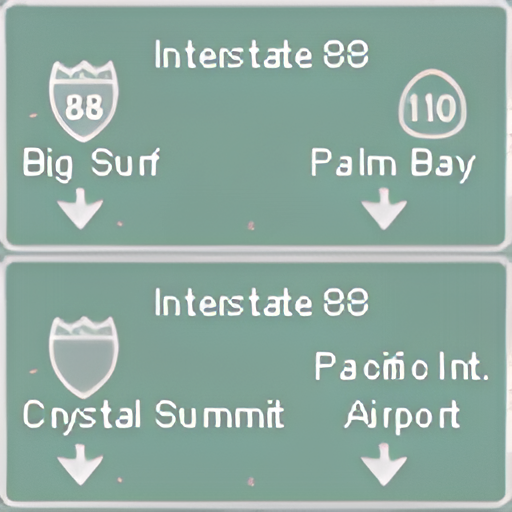 Interstate 88
88
110
Big Surf
Palm Bay
Interstate 88
Pacific Int.
Crystal Summit
Airport